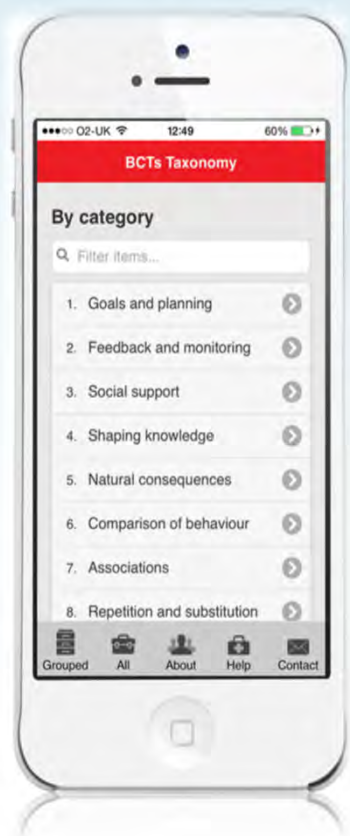 O2-UK 12:49 60%
BCTs Taxonomy
By category
Filter items...
1. Goals and planning
2. Feedback and monitoring
3. Social support
4. Shaping knowledge
5. Natural consequences
6. Comparison of behaviour
7. Associations
8. Repetition and substitution
Grouped All About Help Contact